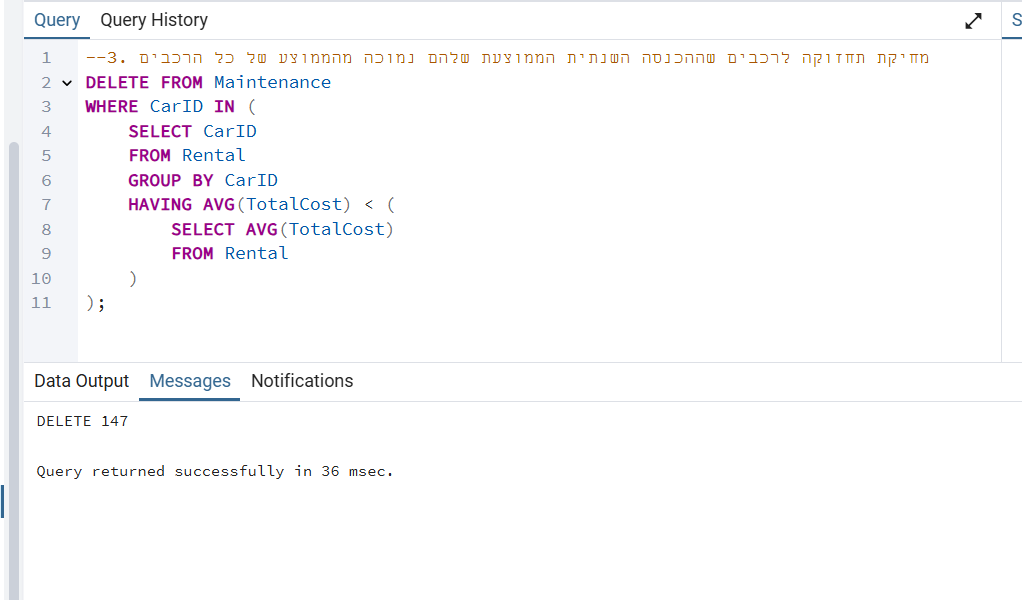 Query Query History S
1 --3. מחיקת תחזוקה לרכבים שההכנסה השנתית הממוצעת שלהם נמוכה מהממוצע של כל הרכבים
2 DELETE FROM Maintenance
3 WHERE CarID IN (
4 SELECT CarID
5 FROM Rental
6 GROUP BY CarID
7 HAVING AVG(TotalCost) < (
8 SELECT AVG(TotalCost)
9 FROM Rental
10 )
11 );
Data Output Messages Notifications
DELETE 147
Query returned successfully in 36 msec.